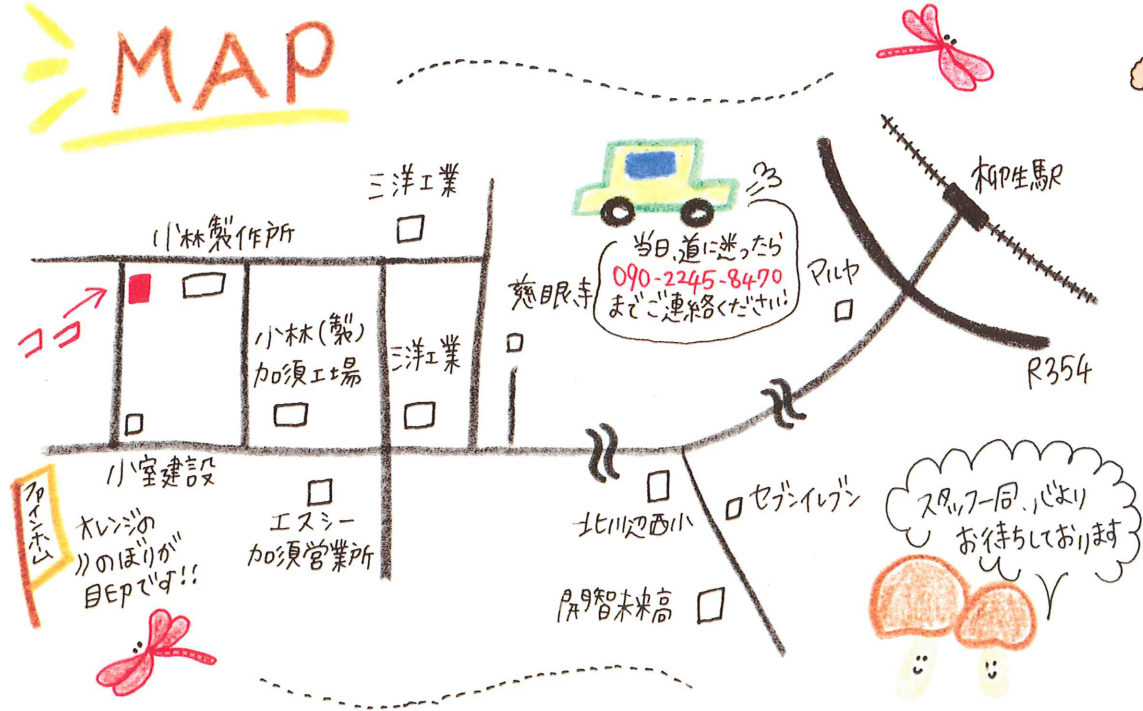 MAP
三洋工業
小林製作所
柳生駅
当日、道に迷ったら
090-2245-8470
までご連絡ください!
慈眼寺
マルヤ
小林(製)
加須工場
三洋工業
R354
小室建設
ファインホーム
オレンジの
のぼりが
目印です!!
エスシー
加須営業所
北川辺西小
セブンイレブン
開智未来高
スタッフ一同、心より
お待ちしております